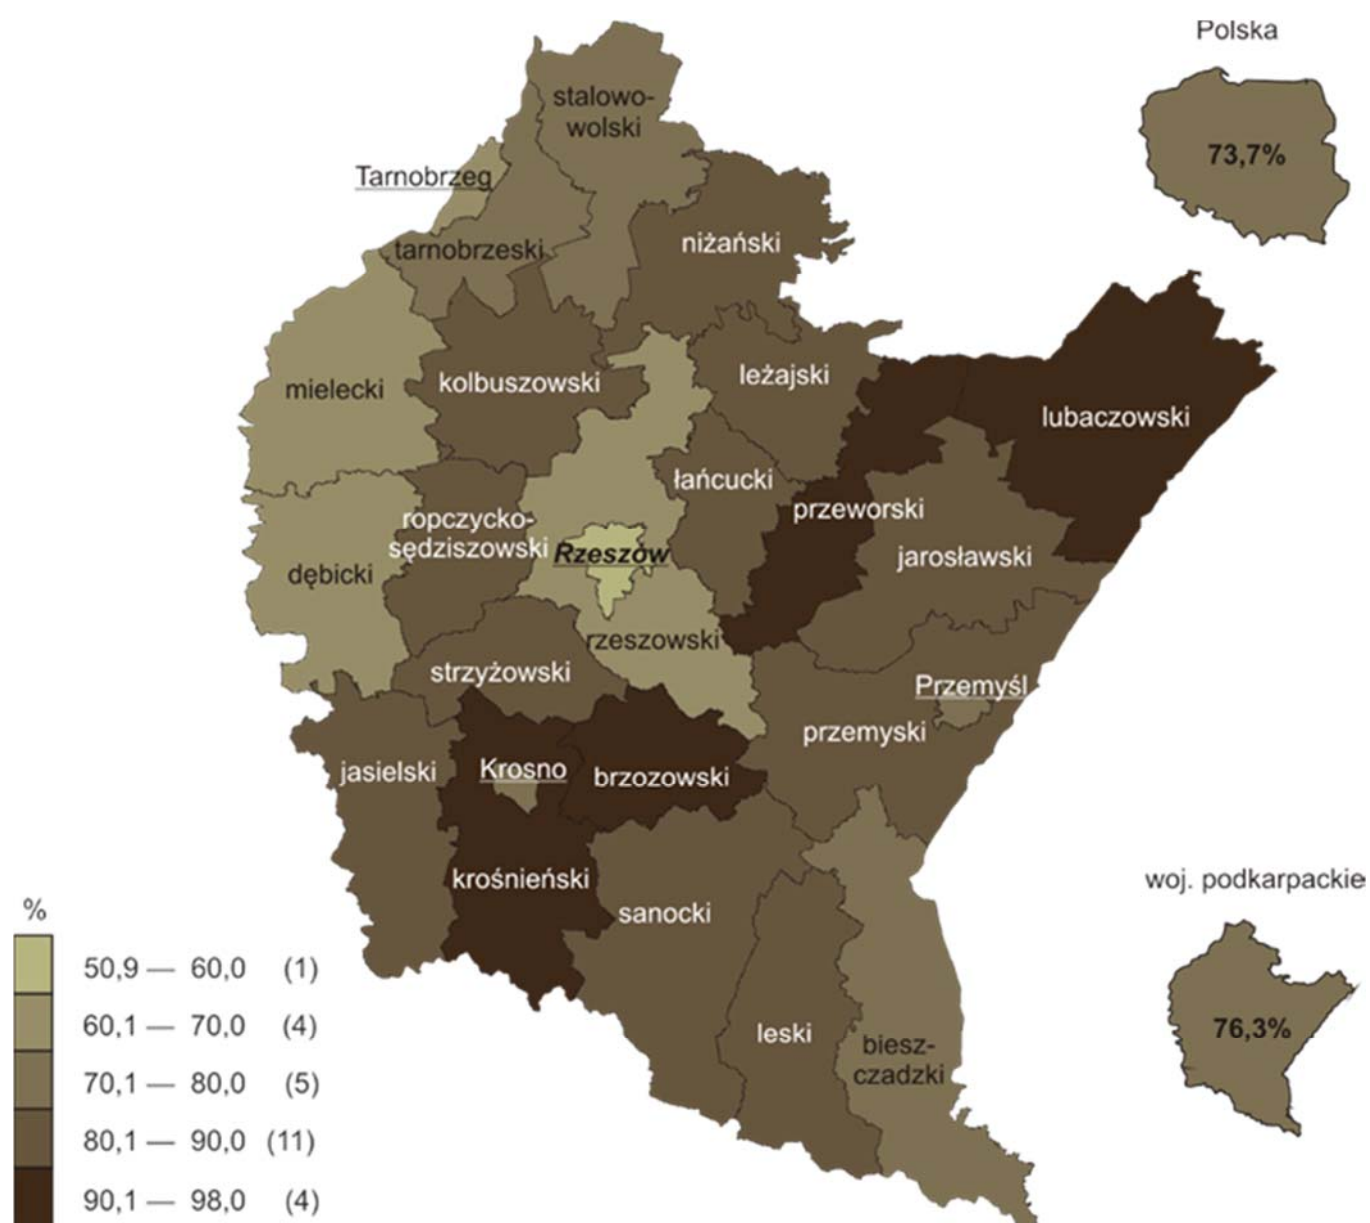 Polska
73,7%
stalowo-
wolski
Tarnobrzeg
tarnobrzeski
niżański
mielecki
kolbuszowski
leżajski
lubaczowski
łańcucki
przeworski
ropczycko-
sędziszowski
Rzeszów
jarosławski
dębicki
rzeszowski
strzyżowski
Przemyśl
przemyski
jasielski
Krosno
brzozowski
krośnieński
sanocki
leski
biesz-
czadzki
woj. podkarpackie
76,3%
%
50,9 — 60,0 (1)
60,1 — 70,0 (4)
70,1 — 80,0 (5)
80,1 — 90,0 (11)
90,1 — 98,0 (4)